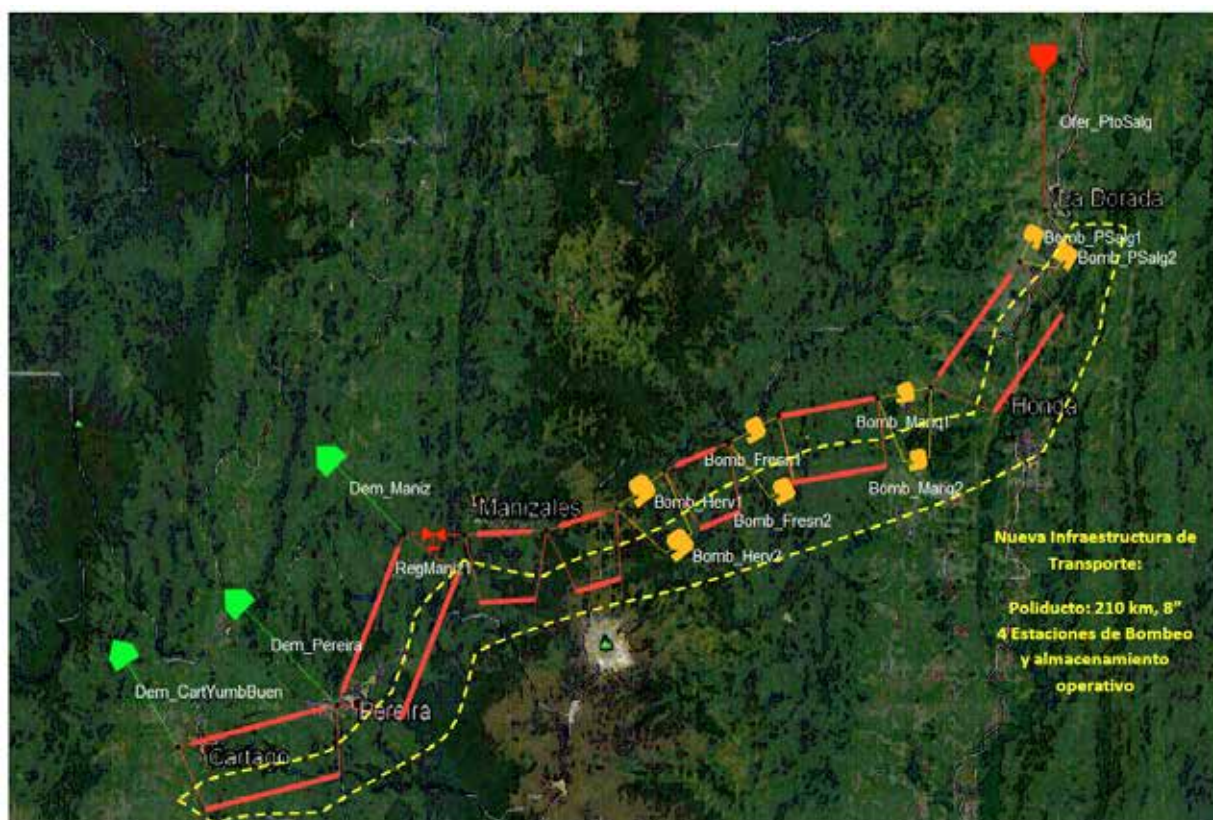 Ofer_PtoSalg
La Dorada
Bomb_PSalg1
Bomb_PSalg2
Honda
Bomb_Mariq1
Bomb_Mariq2
Bomb_Fresn1
Bomb_Fresn2
Bomb_Herv1
Bomb_Herv2
Dem_Maniz
Manizales
RegManiz1
Dem_Pereira
Pereira
Dem_CartYumbBuen
Cartago
Nueva Infraestructura de
Transporte:
Poliducto: 210 km, 8”
4 Estaciones de Bombeo
y almacenamiento
operativo